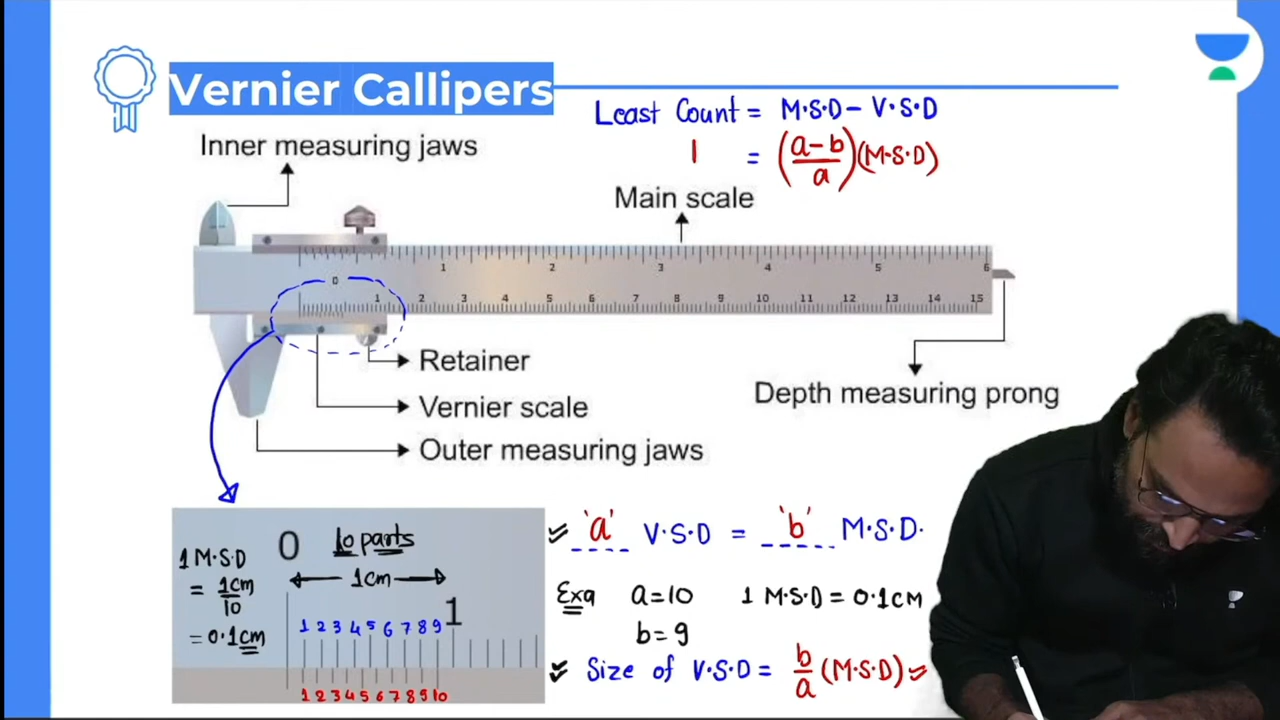 Vernier Callipers
Least Count = M.S.D - V.S.D
1 = (a-b/a)(M.S.D)
Inner measuring jaws
Main scale
0 1 2 3 4 5 6
1 2 3 4 5 6 7 8 9 10 11 12 13 14 15
Retainer
Depth measuring prong
Vernier scale
Outer measuring jaws
'a' V.S.D = 'b' M.S.D.
0 10 parts
1 M.S.D
= 1cm/10
= 0.1cm
1cm
1
1 2 3 4 5 6 7 8 9
1 2 3 4 5 6 7 8 9 10
Exa a=10 1 M.S.D = 0.1CM
b=9
Size of V.S.D = b/a (M.S.D) =